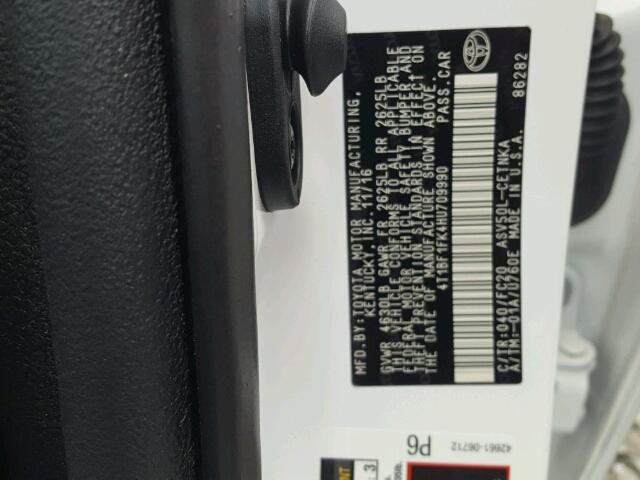 MFD.BY: TOYOTA MOTOR MANUFACTURING,
KENTUCKY, INC. 11/16
GVWR 4630LB GAWR FR 2625LB RR 2625LB
THIS VEHICLE CONFORMS TO ALL APPLICABLE
FEDERAL MOTOR VEHICLE SAFETY, BUMPER, AND
THEFT PREVENTION STANDARDS IN EFFECT ON
THE DATE OF MANUFACTURE SHOWN ABOVE.
4T1BF1FK4HU709990 PASS.CAR
C/TR:040/FC20 ASV50L-CETNKA
A/TM:-01A/U760E MADE IN U.S.A.
86282
P6
42661-06712
3